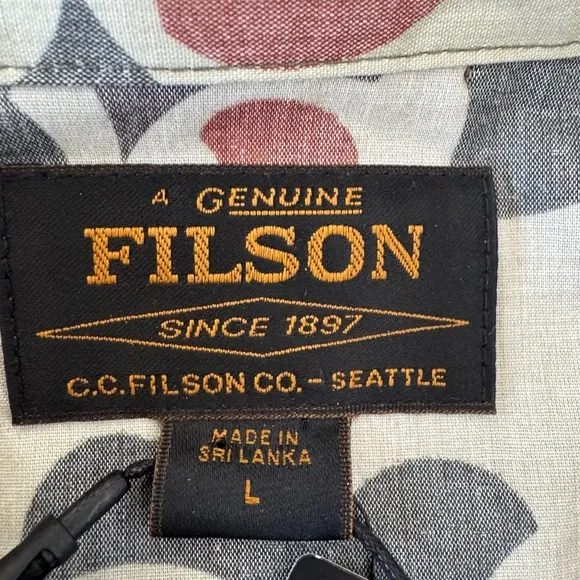 A GENUINE
FILSON
SINCE 1897
C.C.FILSON CO.- SEATTLE
MADE IN
SRI LANKA
L